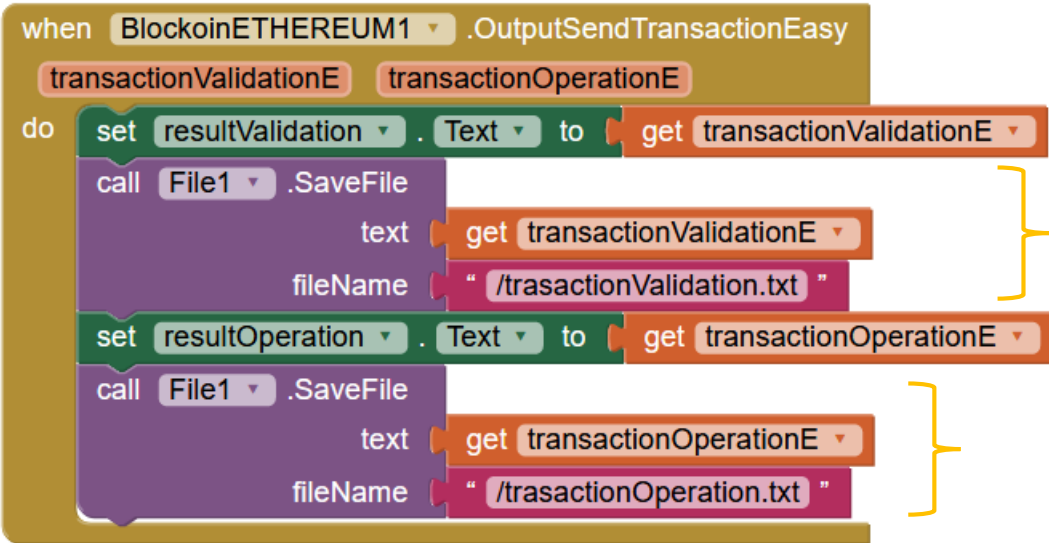 when BlockoinETHEREUM1 .OutputSendTransactionEasy
transactionValidationE transactionOperationE
do set resultValidation . Text to get transactionValidationE
call File1 .SaveFile
text get transactionValidationE
fileName “ /trasactionValidation.txt ”
set resultOperation . Text to get transactionOperationE
call File1 .SaveFile
text get transactionOperationE
fileName “ /trasactionOperation.txt ”